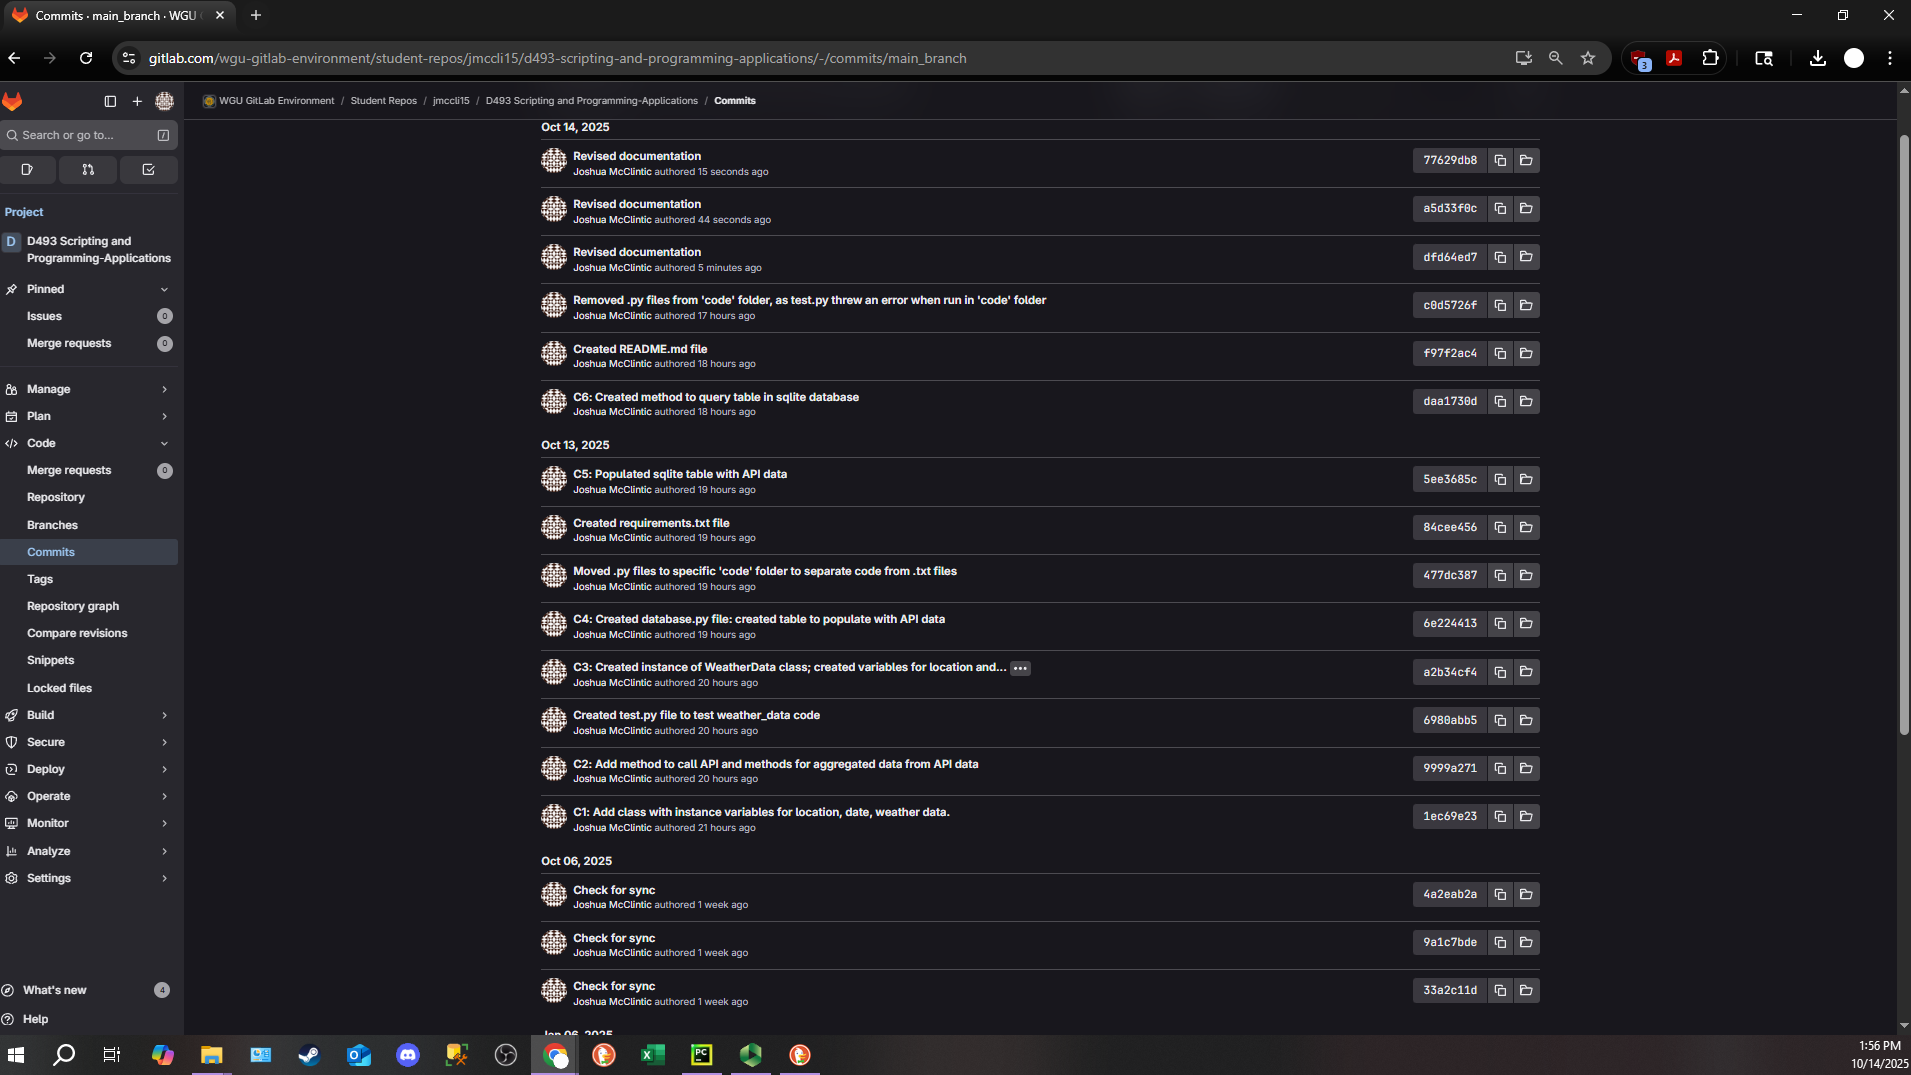 Commits · main_branch · WGU
gitlab.com/wgu-gitlab-environment/student-repos/jmccli15/d493-scripting-and-programming-applications/-/commits/main_branch
3
WGU GitLab Environment / Student Repos / jmccli15 / D493 Scripting and Programming-Applications / Commits
Search or go to... /
Project
D D493 Scripting and
Programming-Applications
Pinned
Issues 0
Merge requests 0
Manage
Plan
Code
Merge requests 0
Repository
Branches
Commits
Tags
Repository graph
Compare revisions
Snippets
Locked files
Build
Secure
Deploy
Operate
Monitor
Analyze
Settings
What's new 4
Help
Oct 14, 2025
Revised documentation
Joshua McClintic authored 15 seconds ago
77629db8
Revised documentation
Joshua McClintic authored 44 seconds ago
a5d33f0c
Revised documentation
Joshua McClintic authored 5 minutes ago
dfd64ed7
Removed .py files from 'code' folder, as test.py threw an error when run in 'code' folder
Joshua McClintic authored 17 hours ago
c0d5726f
Created README.md file
Joshua McClintic authored 18 hours ago
f97f2ac4
C6: Created method to query table in sqlite database
Joshua McClintic authored 18 hours ago
daa1730d
Oct 13, 2025
C5: Populated sqlite table with API data
Joshua McClintic authored 19 hours ago
5ee3685c
Created requirements.txt file
Joshua McClintic authored 19 hours ago
84cee456
Moved .py files to specific 'code' folder to separate code from .txt files
Joshua McClintic authored 19 hours ago
477dc387
C4: Created database.py file: created table to populate with API data
Joshua McClintic authored 19 hours ago
6e224413
C3: Created instance of WeatherData class; created variables for location and...
Joshua McClintic authored 20 hours ago
a2b34cf4
Created test.py file to test weather_data code
Joshua McClintic authored 20 hours ago
6980abb5
C2: Add method to call API and methods for aggregated data from API data
Joshua McClintic authored 20 hours ago
9999a271
C1: Add class with instance variables for location, date, weather data.
Joshua McClintic authored 21 hours ago
1ec69e23
Oct 06, 2025
Check for sync
Joshua McClintic authored 1 week ago
4a2eab2a
Check for sync
Joshua McClintic authored 1 week ago
9a1c7bde
Check for sync
Joshua McClintic authored 1 week ago
33a2c11d
Jan 06, 2025
PC
1:56 PM
10/14/2025